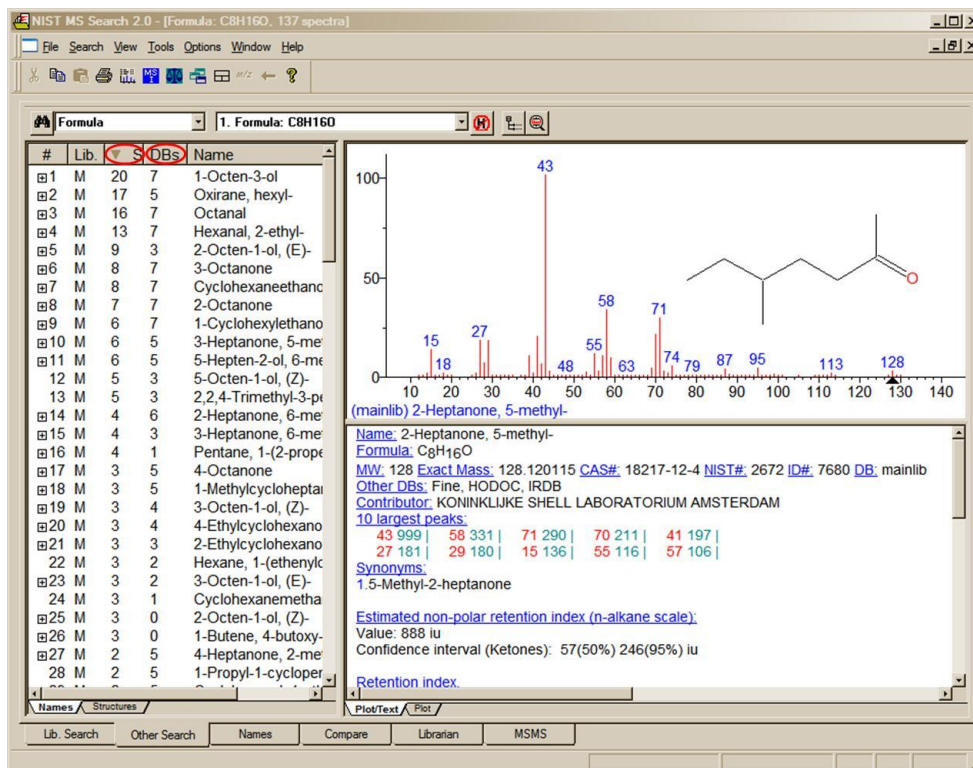 NIST MS Search 2.0 - [Formula: C8H16O, 137 spectra]
File Search View Tools Options Window Help
m/z
Formula 1. Formula: C8H16O
# Lib. S DBs Name
1 M 20 7 1-Octen-3-ol
2 M 17 5 Oxirane, hexyl-
3 M 16 7 Octanal
4 M 13 7 Hexanal, 2-ethyl-
5 M 9 3 2-Octen-1-ol, (E)-
6 M 8 7 3-Octanone
7 M 8 7 Cyclohexaneethanc
8 M 7 7 2-Octanone
9 M 6 7 1-Cyclohexylethano
10 M 6 5 3-Heptanone, 5-me
11 M 6 5 5-Hepten-2-ol, 6-me
12 M 5 3 5-Octen-1-ol, (Z)-
13 M 5 3 2,2,4-Trimethyl-3-pe
14 M 4 6 2-Heptanone, 6-me
15 M 4 3 3-Heptanone, 6-me
16 M 4 1 Pentane, 1-(2-prope
17 M 3 5 4-Octanone
18 M 3 5 1-Methylcyclohepta
19 M 3 4 3-Octen-1-ol, (Z)-
20 M 3 4 4-Ethylcyclohexano
21 M 3 3 2-Ethylcyclohexano
22 M 3 2 Hexane, 1-(ethenylo
23 M 3 2 3-Octen-1-ol, (E)-
24 M 3 1 Cyclohexanemetha
25 M 3 0 2-Octen-1-ol, (Z)-
26 M 3 0 1-Butene, 4-butoxy-
27 M 2 5 4-Heptanone, 2-me
28 M 2 5 1-Propyl-1-cycloper
Names Structures
100
50
0
43
O
58
71
27
15
55
18
48
63
74
79
87
95
113
128
10 20 30 40 50 60 70 80 90 100 110 120 130 140
(mainlib) 2-Heptanone, 5-methyl-
Name: 2-Heptanone, 5-methyl-
Formula: C8H16O
MW: 128 Exact Mass: 128.120115 CAS#: 18217-12-4 NIST#: 2672 ID#: 7680 DB: mainlib
Other DBs: Fine, HODOC, IRDB
Contributor: KONINKLIJKE SHELL LABORATORIUM AMSTERDAM
10 largest peaks:
43 999 | 58 331 | 71 290 | 70 211 | 41 197 |
27 181 | 29 180 | 15 136 | 55 116 | 57 106 |
Synonyms:
1.5-Methyl-2-heptanone
Estimated non-polar retention index (n-alkane scale):
Value: 888 iu
Confidence interval (Ketones): 57(50%) 246(95%) iu
Retention index.
Plot/Text Plot
Lib. Search Other Search Names Compare Librarian MSMS